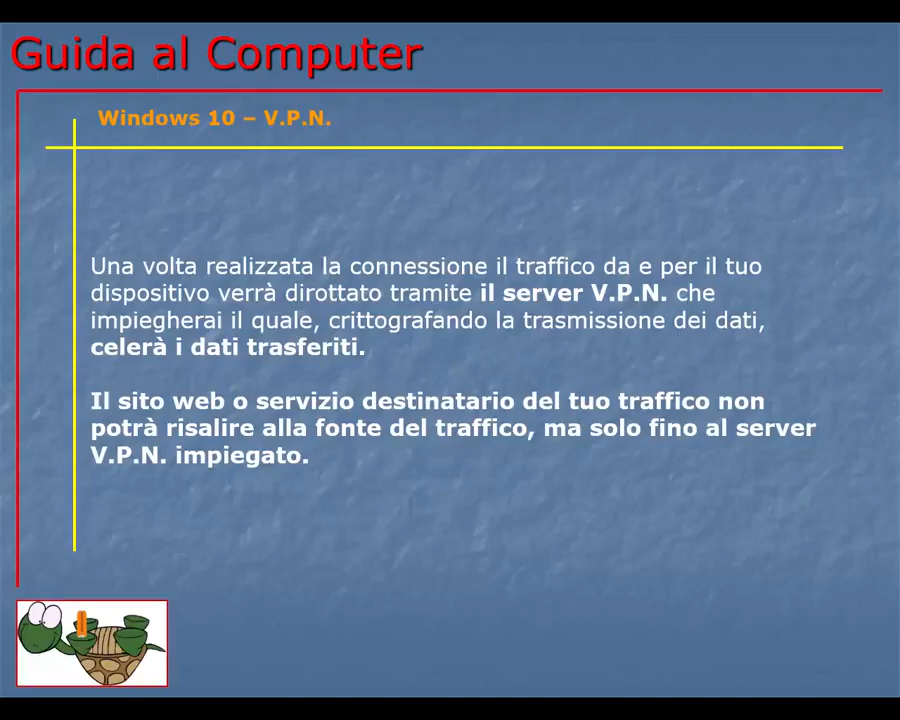 Guida al Computer
Windows 10 – V.P.N.
Una volta realizzata la connessione il traffico da e per il tuo
dispositivo verrà dirottato tramite il server V.P.N. che
impiegherai il quale, crittografando la trasmissione dei dati,
celerà i dati trasferiti.
Il sito web o servizio destinatario del tuo traffico non
potrà risalire alla fonte del traffico, ma solo fino al server
V.P.N. impiegato.